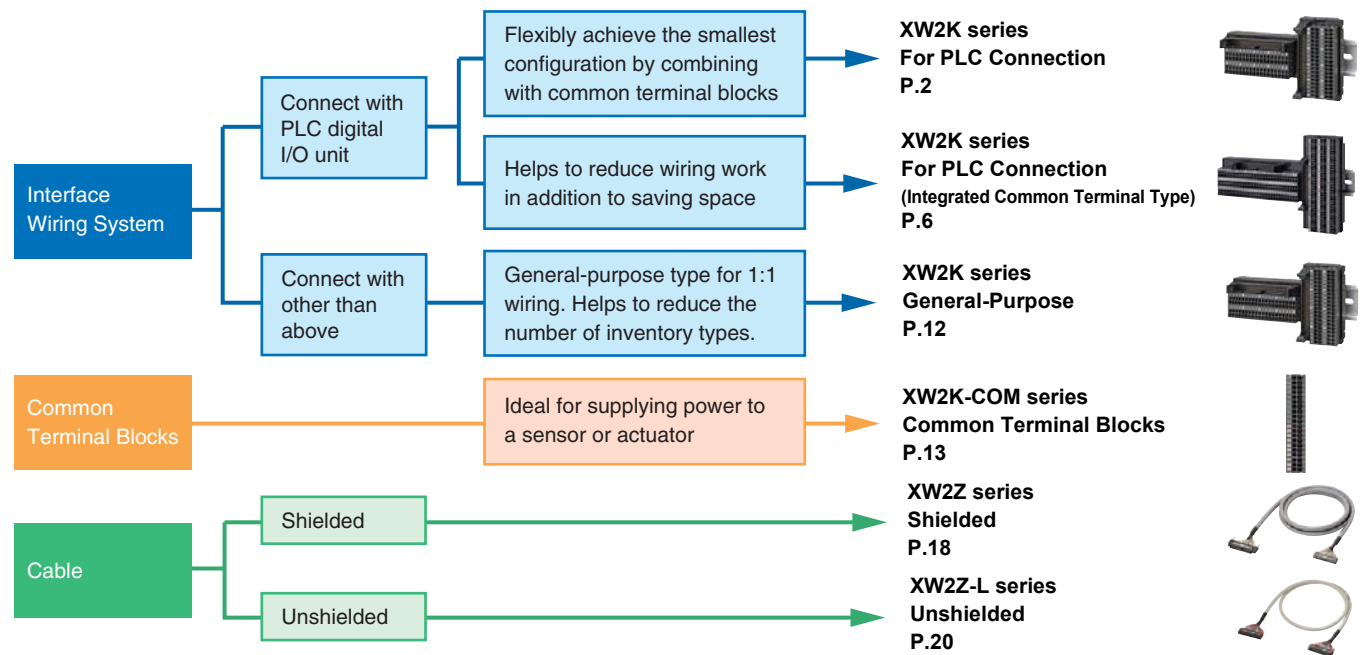 Interface
Wiring System
Connect with
PLC digital
I/O unit
Flexibly achieve the smallest
configuration by combining
with common terminal blocks
XW2K series
For PLC Connection
P.2
Helps to reduce wiring work
in addition to saving space
XW2K series
For PLC Connection
(Integrated Common Terminal Type)
P.6
Connect with
other than
above
General-purpose type for 1:1
wiring. Helps to reduce the
number of inventory types.
XW2K series
General-Purpose
P.12
Common
Terminal Blocks
Ideal for supplying power to
a sensor or actuator
XW2K-COM series
Common Terminal Blocks
P.13
Cable
Shielded
XW2Z series
Shielded
P.18
Unshielded
XW2Z-L series
Unshielded
P.20